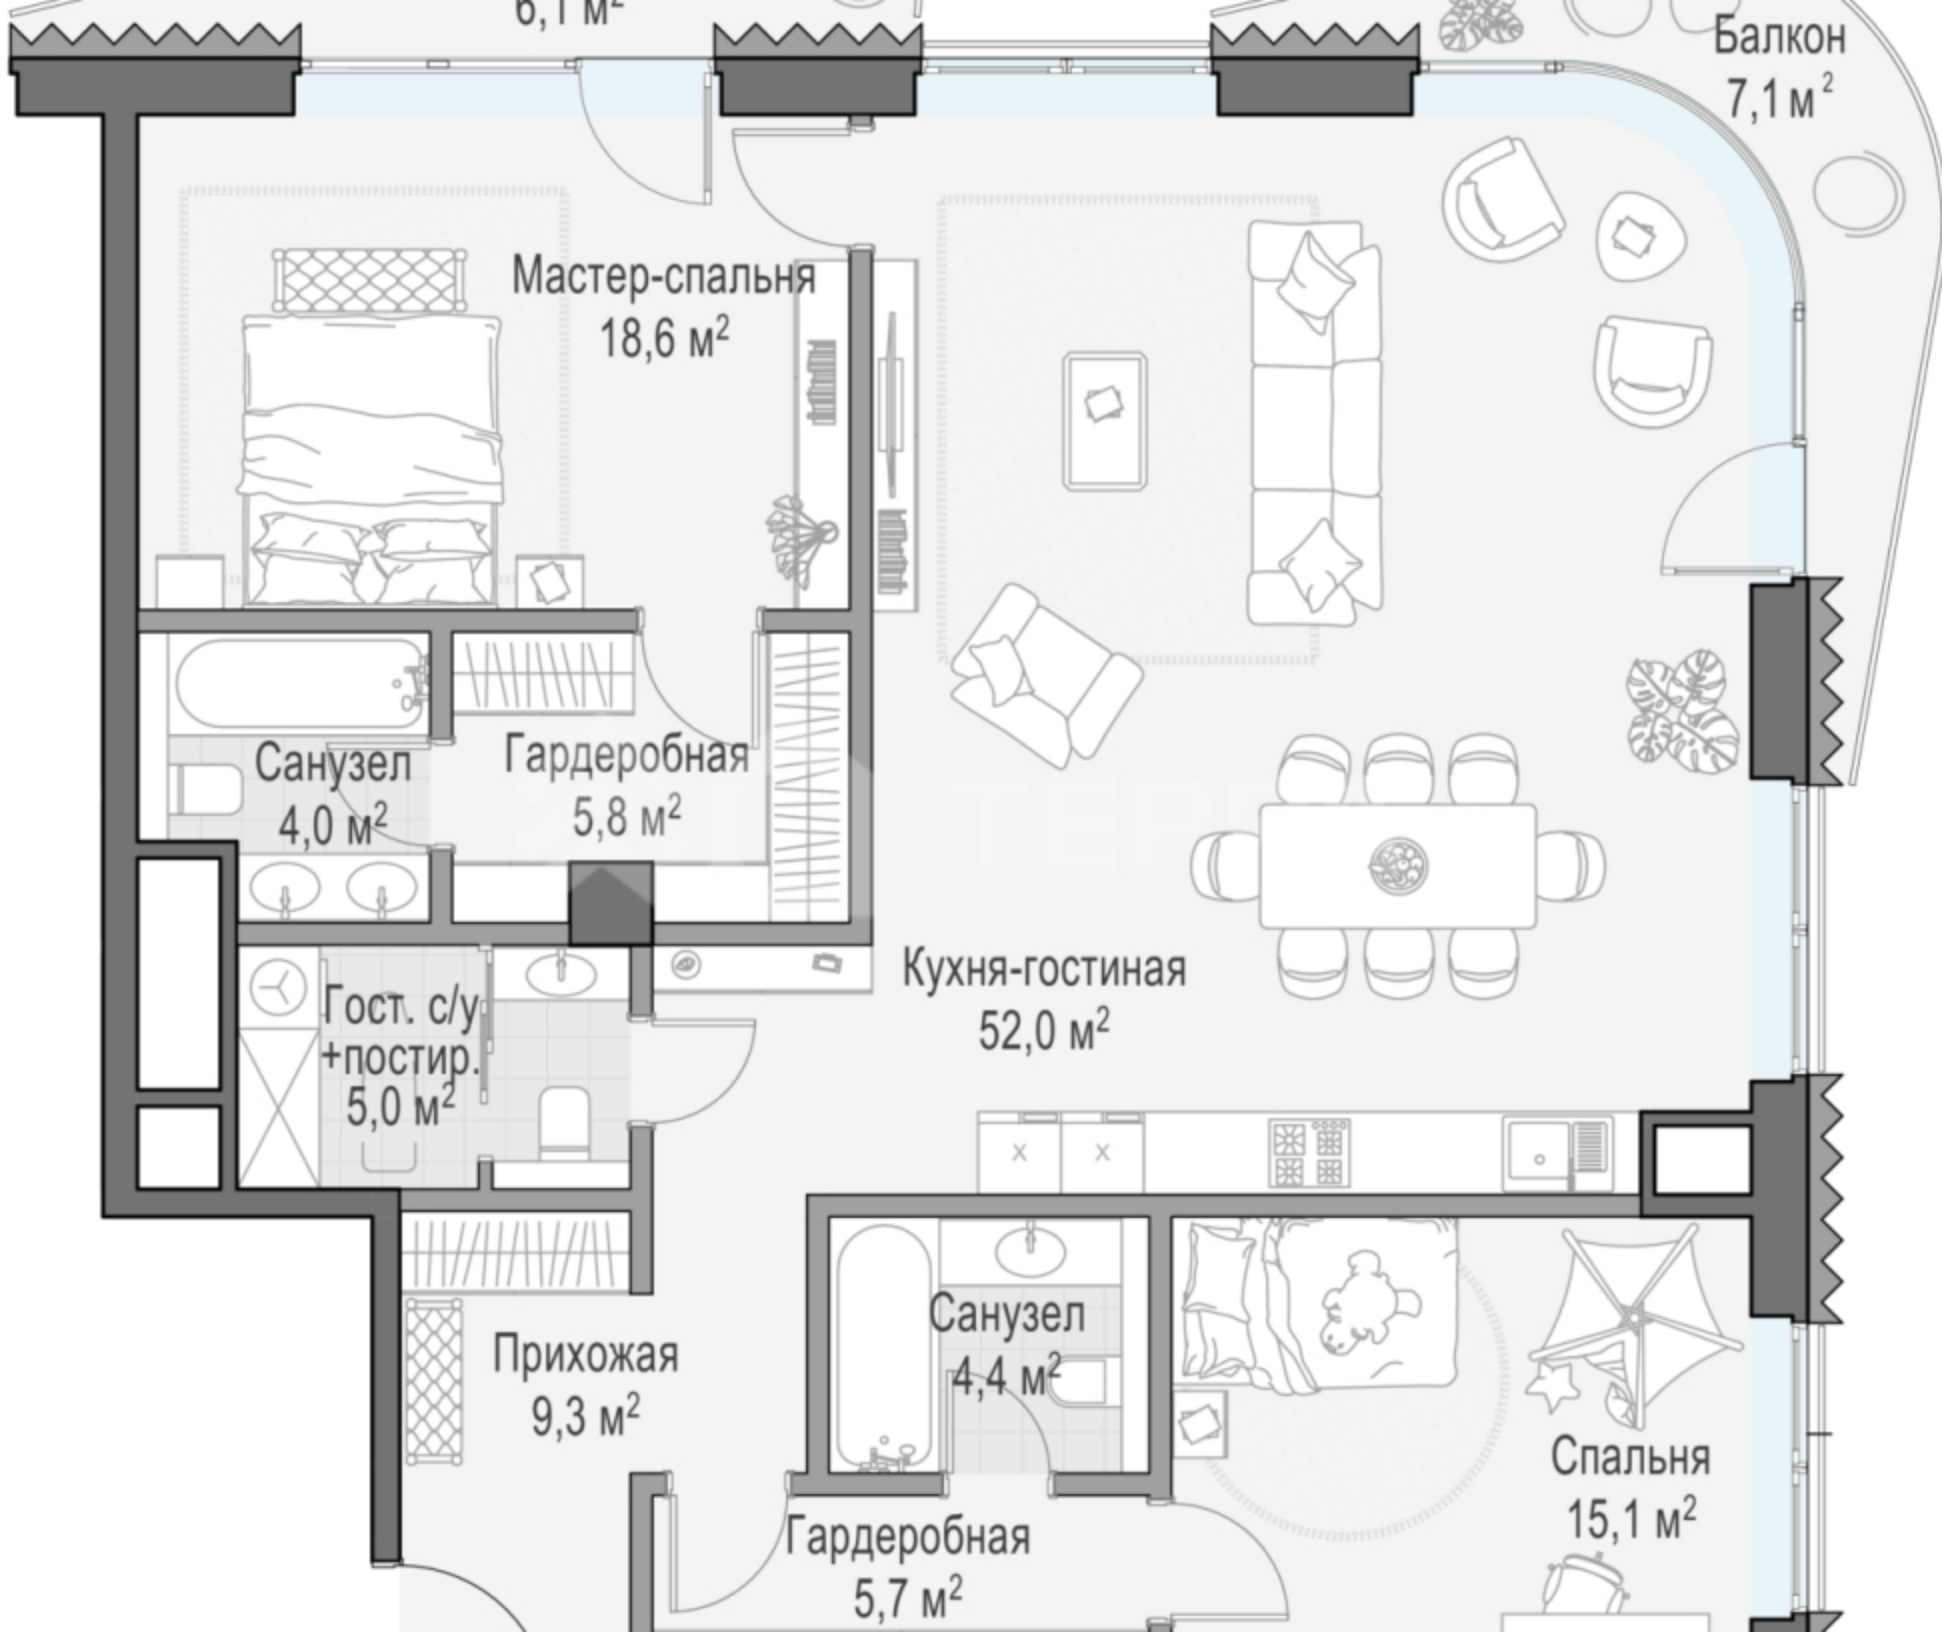 6,1 м²
Балкон
7,1 м²
Мастер-спальня
18,6 м²
Санузел
4,0 м²
Гардеробная
5,8 м²
Кухня-гостиная
52,0 м²
Гост. с/у
+постир.
5,0 м²
Прихожая
9,3 м²
Санузел
4,4 м²
Гардеробная
5,7 м²
Спальня
15,1 м²